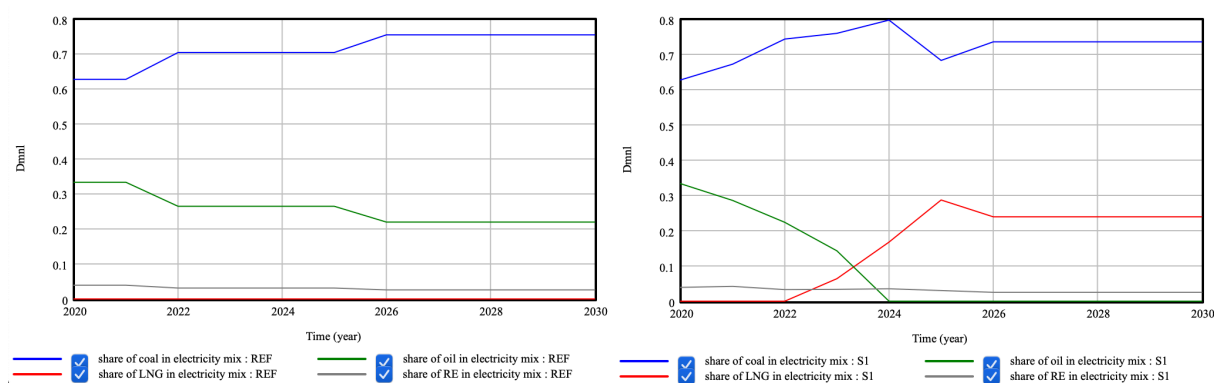 0.8
0.7
0.6
0.5
0.4
0.3
0.2
0.1
0
Dmnl
2020 2022 2024 2026 2028 2030
Time (year)
share of coal in electricity mix : REF
share of LNG in electricity mix : REF
share of oil in electricity mix : REF
share of RE in electricity mix : REF
0.8
0.7
0.6
0.5
0.4
0.3
0.2
0.1
0
Dmnl
2020 2022 2024 2026 2028 2030
Time (year)
share of coal in electricity mix : S1
share of LNG in electricity mix : S1
share of oil in electricity mix : S1
share of RE in electricity mix : S1